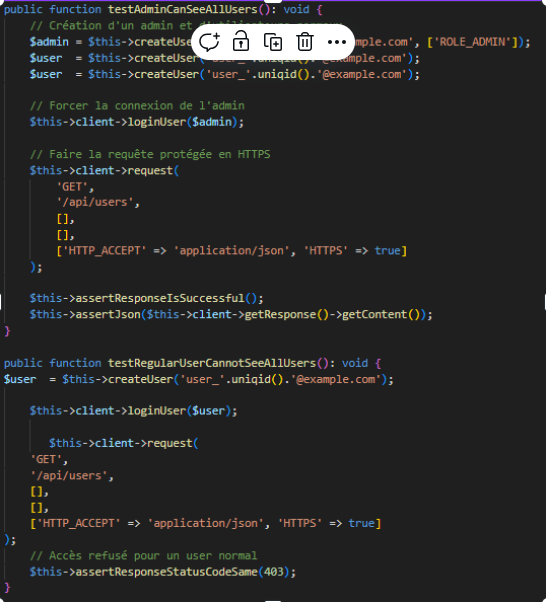 public function testAdminCanSeeAllUsers(): void {
// Création d'un admin et
$admin = $this->createUse mple.com', ['ROLE_ADMIN']);
$user = $this->createUser('user_'.uniqid().'@example.com');
$user = $this->createUser('user_'.uniqid().'@example.com');
// Forcer la connexion de l'admin
$this->client->loginUser($admin);
// Faire la requête protégée en HTTPS
$this->client->request(
'GET',
'/api/users',
[],
[],
['HTTP_ACCEPT' => 'application/json', 'HTTPS' => true]
);
$this->assertResponseIsSuccessful();
$this->assertJson($this->client->getResponse()->getContent());
}
public function testRegularUserCannotSeeAllUsers(): void {
$user = $this->createUser('user_'.uniqid().'@example.com');
$this->client->loginUser($user);
$this->client->request(
'GET',
'/api/users',
[],
[],
['HTTP_ACCEPT' => 'application/json', 'HTTPS' => true]
);
// Accès refusé pour un user normal
$this->assertResponseStatusCodeSame(403);
}